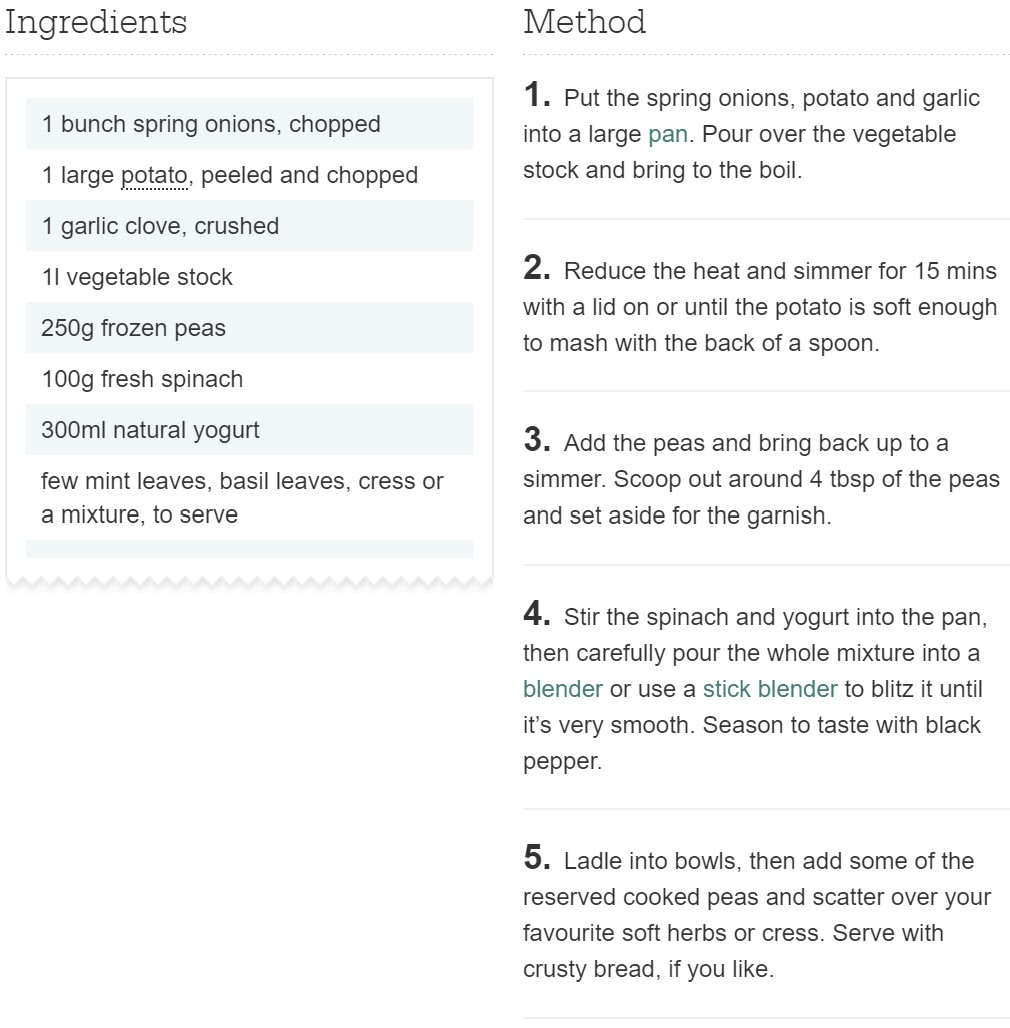 Ingredients
1 bunch spring onions, chopped
1 large potato, peeled and chopped
1 garlic clove, crushed
1l vegetable stock
250g frozen peas
100g fresh spinach
300ml natural yogurt
few mint leaves, basil leaves, cress or
a mixture, to serve
Method
1. Put the spring onions, potato and garlic
into a large pan. Pour over the vegetable
stock and bring to the boil.
2. Reduce the heat and simmer for 15 mins
with a lid on or until the potato is soft enough
to mash with the back of a spoon.
3. Add the peas and bring back up to a
simmer. Scoop out around 4 tbsp of the peas
and set aside for the garnish.
4. Stir the spinach and yogurt into the pan,
then carefully pour the whole mixture into a
blender or use a stick blender to blitz it until
it’s very smooth. Season to taste with black
pepper.
5. Ladle into bowls, then add some of the
reserved cooked peas and scatter over your
favourite soft herbs or cress. Serve with
crusty bread, if you like.